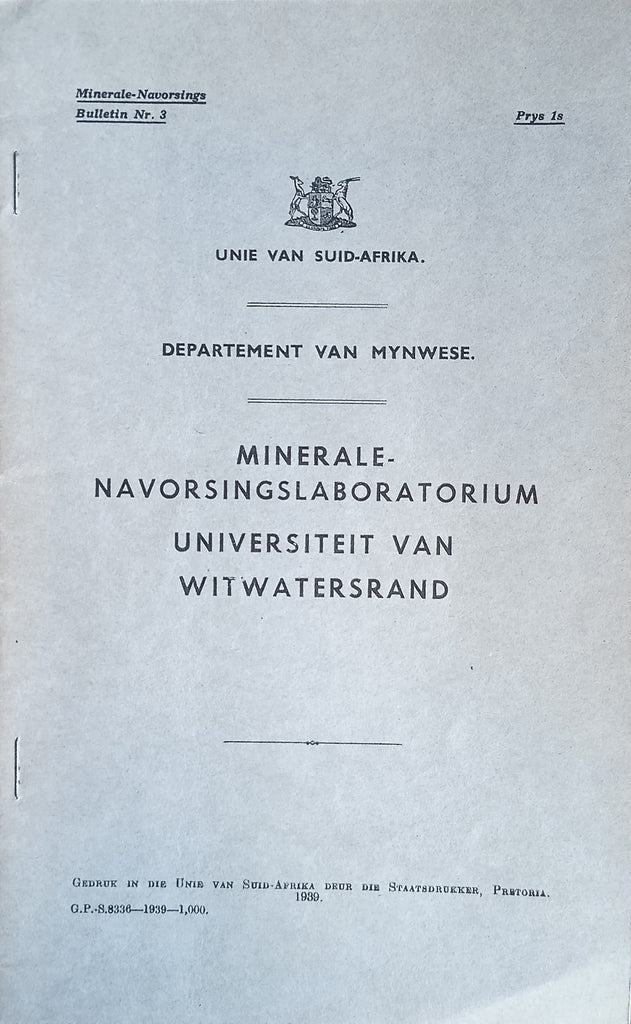 Minerale-Navorsings
Bulletin Nr. 3
Prys 1s
UNIE VAN SUID-AFRIKA.
DEPARTEMENT VAN MYNWESE.
MINERALE-
NAVORSINGSLABORATORIUM
UNIVERSITEIT VAN
WITWATERSRAND
GEDRUK IN DIE UNIE VAN SUID-AFRIKA DEUR DIE STAATSDRUKKER, PRETORIA.
1939.
G.P.-S.8336—1939—1,000.